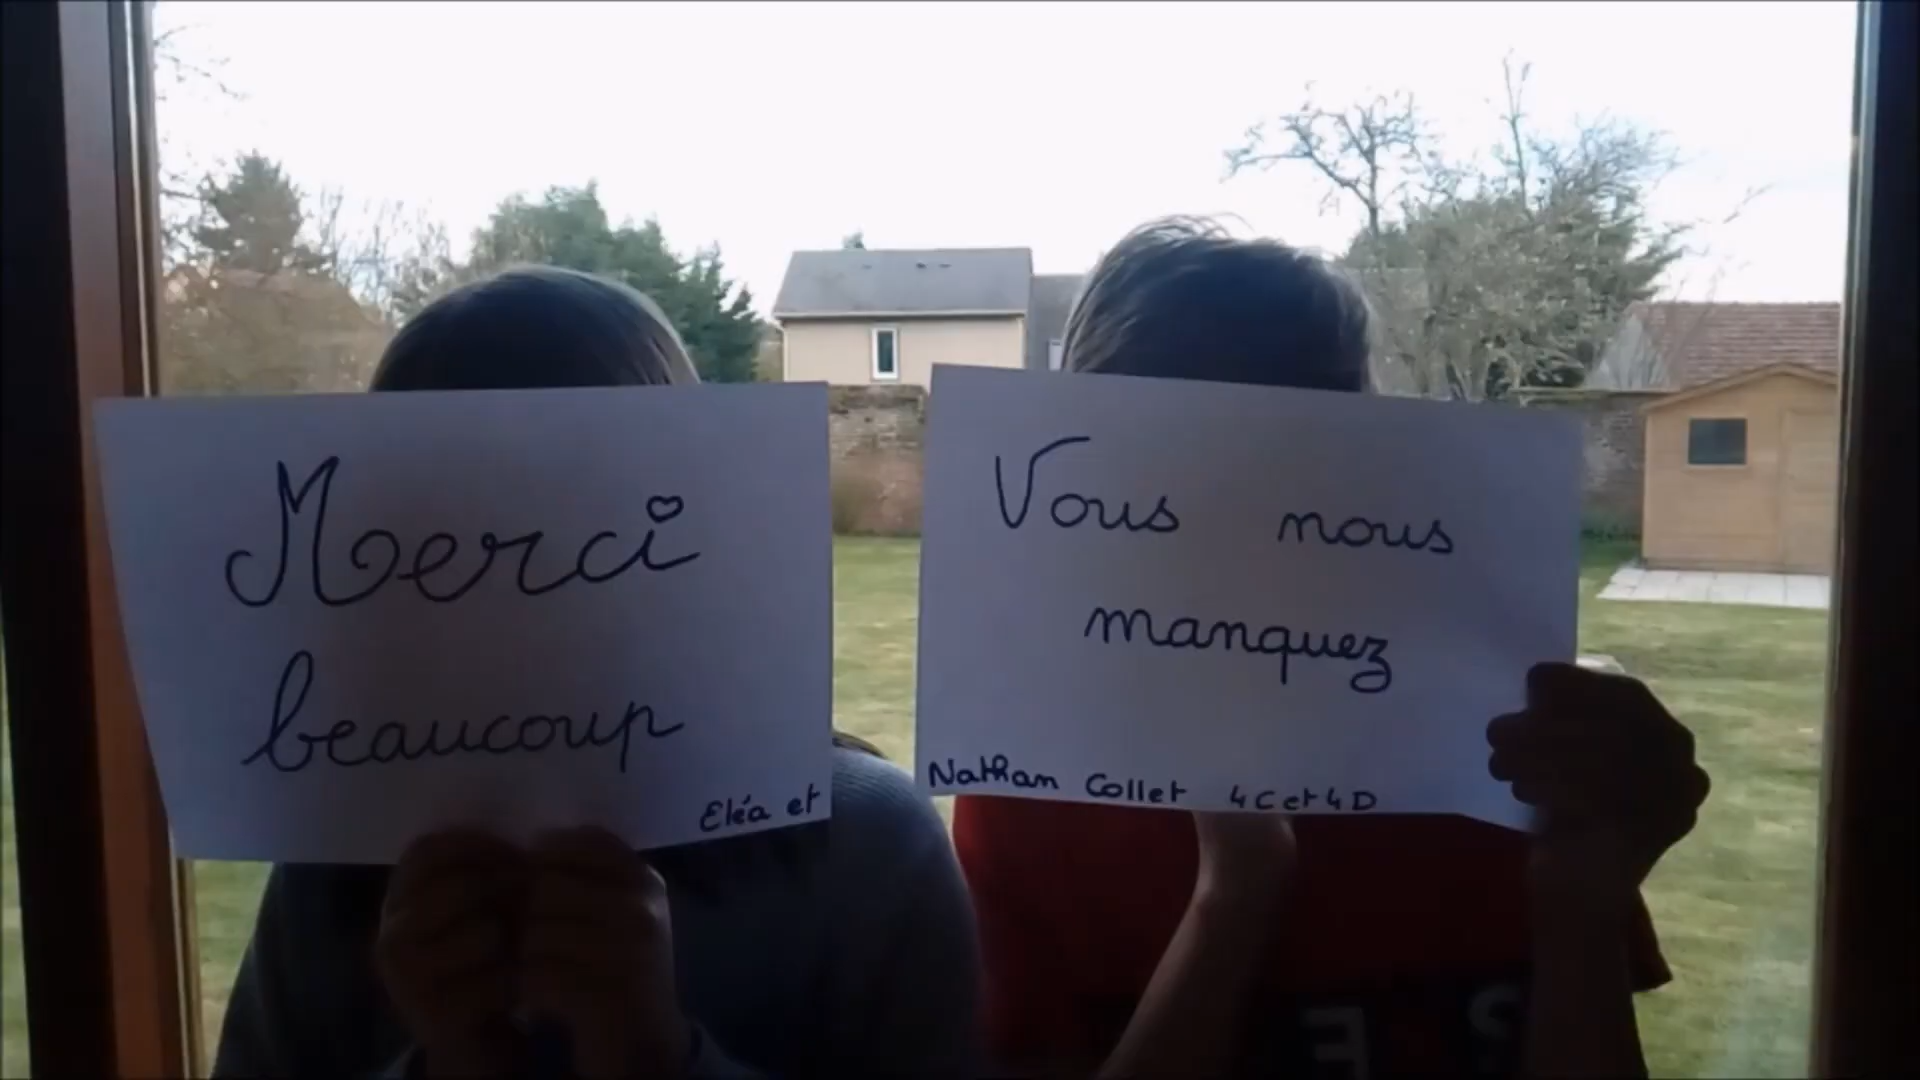 Merci
beaucoup
Eléa et
Vous nous
manquez
Nathan Collet 4C et 4D